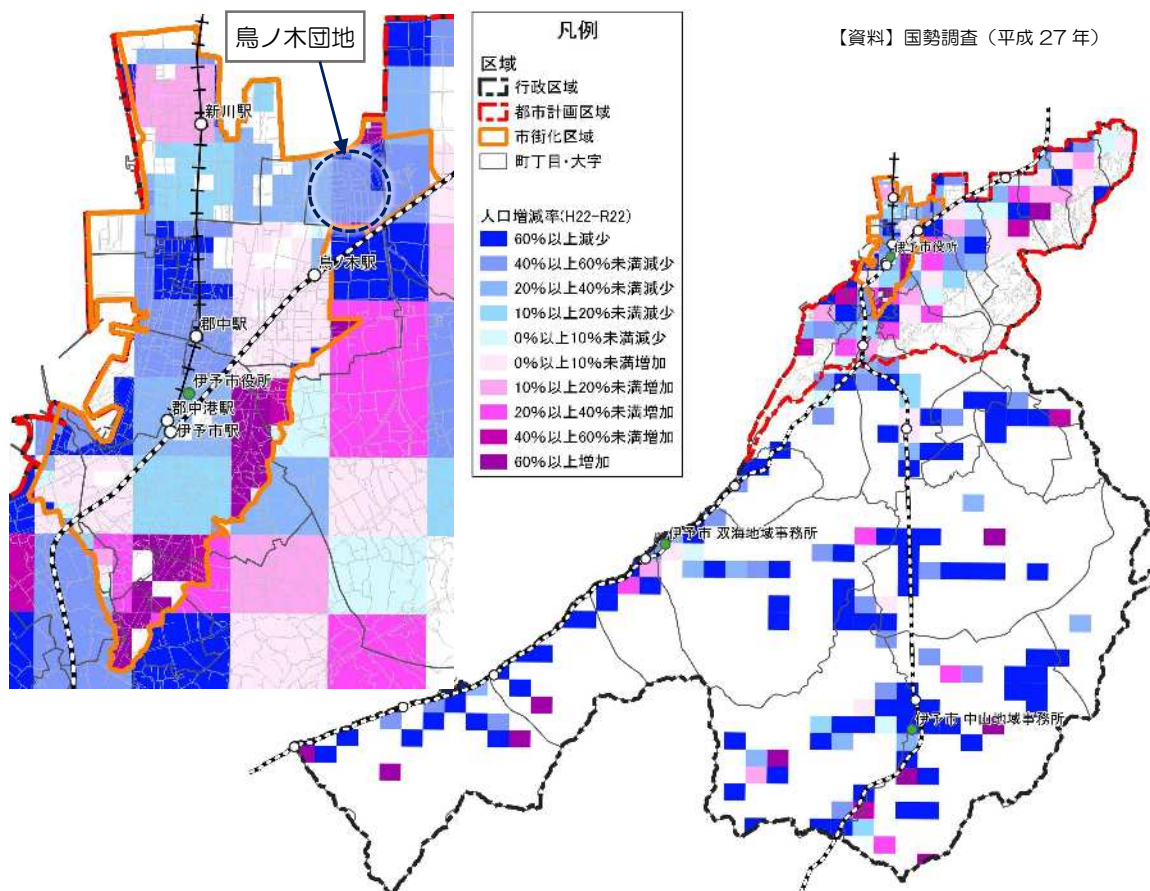 鳥ノ木団地
【資料】国勢調査（平成 27 年）
凡例
区域
行政区域
都市計画区域
市街化区域
町丁目・大字
人口増減率(H22-R22)
60%以上減少
40%以上60%未満減少
20%以上40%未満減少
10%以上20%未満減少
0%以上10%未満減少
0%以上10%未満増加
10%以上20%未満増加
20%以上40%未満増加
40%以上60%未満増加
60%以上増加
新川駅
鳥ノ木駅
郡中駅
伊予市役所
郡中港駅
伊予市駅
伊予市役所
伊予市 双海地域事務所
伊予市 中山地域事務所